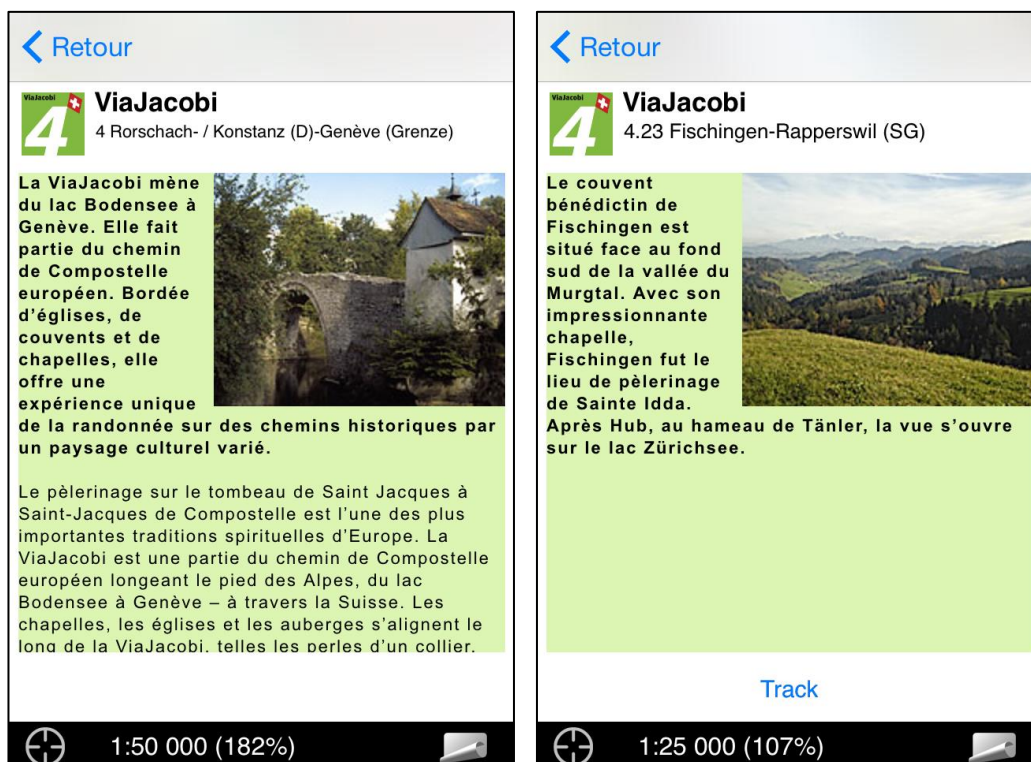 Retour
ViaJacobi
4
ViaJacobi
4 Rorschach- / Konstanz (D)-Genève (Grenze)
La ViaJacobi mène
du lac Bodensee à
Genève. Elle fait
partie du chemin
de Compostelle
européen. Bordée
d’églises, de
couvents et de
chapelles, elle
offre une
expérience unique
de la randonnée sur des chemins historiques par
un paysage culturel varié.
Le pèlerinage sur le tombeau de Saint Jacques à
Saint-Jacques de Compostelle est l’une des plus
importantes traditions spirituelles d’Europe. La
ViaJacobi est une partie du chemin de Compostelle
européen longeant le pied des Alpes, du lac
Bodensee à Genève – à travers la Suisse. Les
chapelles, les églises et les auberges s’alignent le
long de la ViaJacobi, telles les perles d’un collier.
1:50 000 (182%)
Retour
ViaJacobi
4
ViaJacobi
4.23 Fischingen-Rapperswil (SG)
Le couvent
bénédictin de
Fischingen est
situé face au fond
sud de la vallée du
Murgtal. Avec son
impressionnante
chapelle,
Fischingen fut le
lieu de pèlerinage
de Sainte Idda.
Après Hub, au hameau de Tänler, la vue s’ouvre
sur le lac Zürichsee.
Track
1:25 000 (107%)